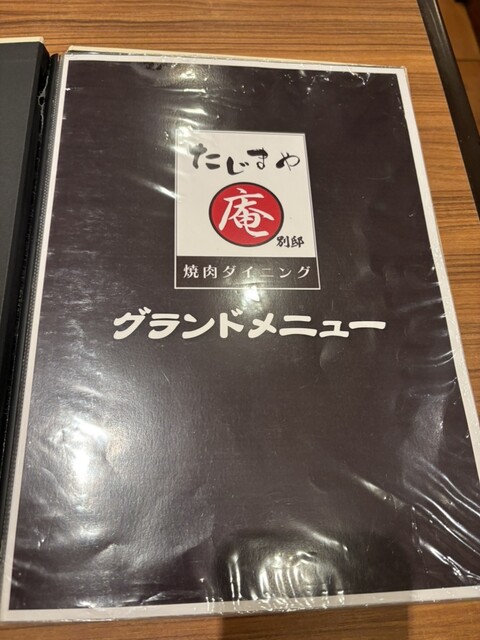 たじまや
庵
別邸
焼肉ダイニング
グランドメニュー